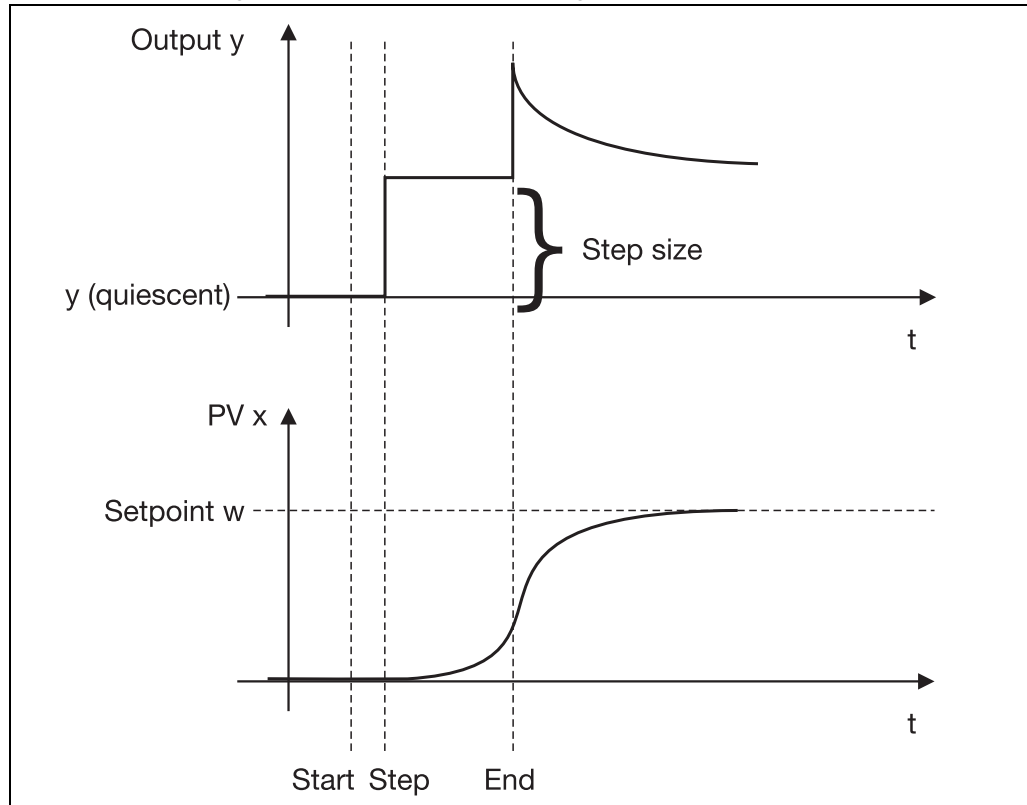 Output y
Step size
y (quiescent)
t
PV x
Setpoint w
t
Start Step End